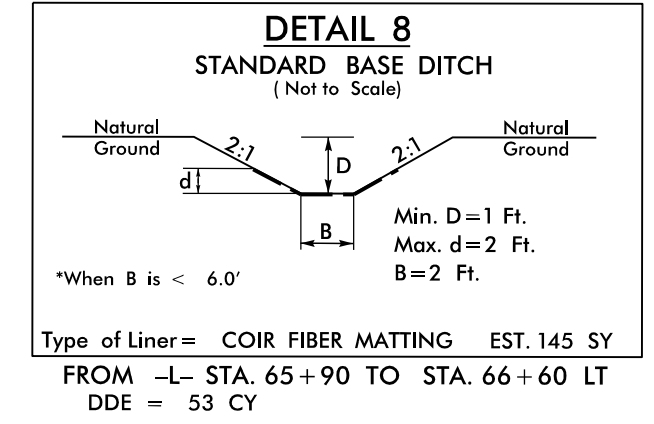 DETAIL 8
STANDARD BASE DITCH
( Not to Scale)
Natural
Ground
2:1
D
d
2:1
Natural
Ground
B
Min. D=1 Ft.
Max. d=2 Ft.
B=2 Ft.
*When B is < 6.0'
Type of Liner= COIR FIBER MATTING EST. 145 SY
FROM -L- STA. 65+90 TO STA. 66+60 LT
DDE = 53 CY